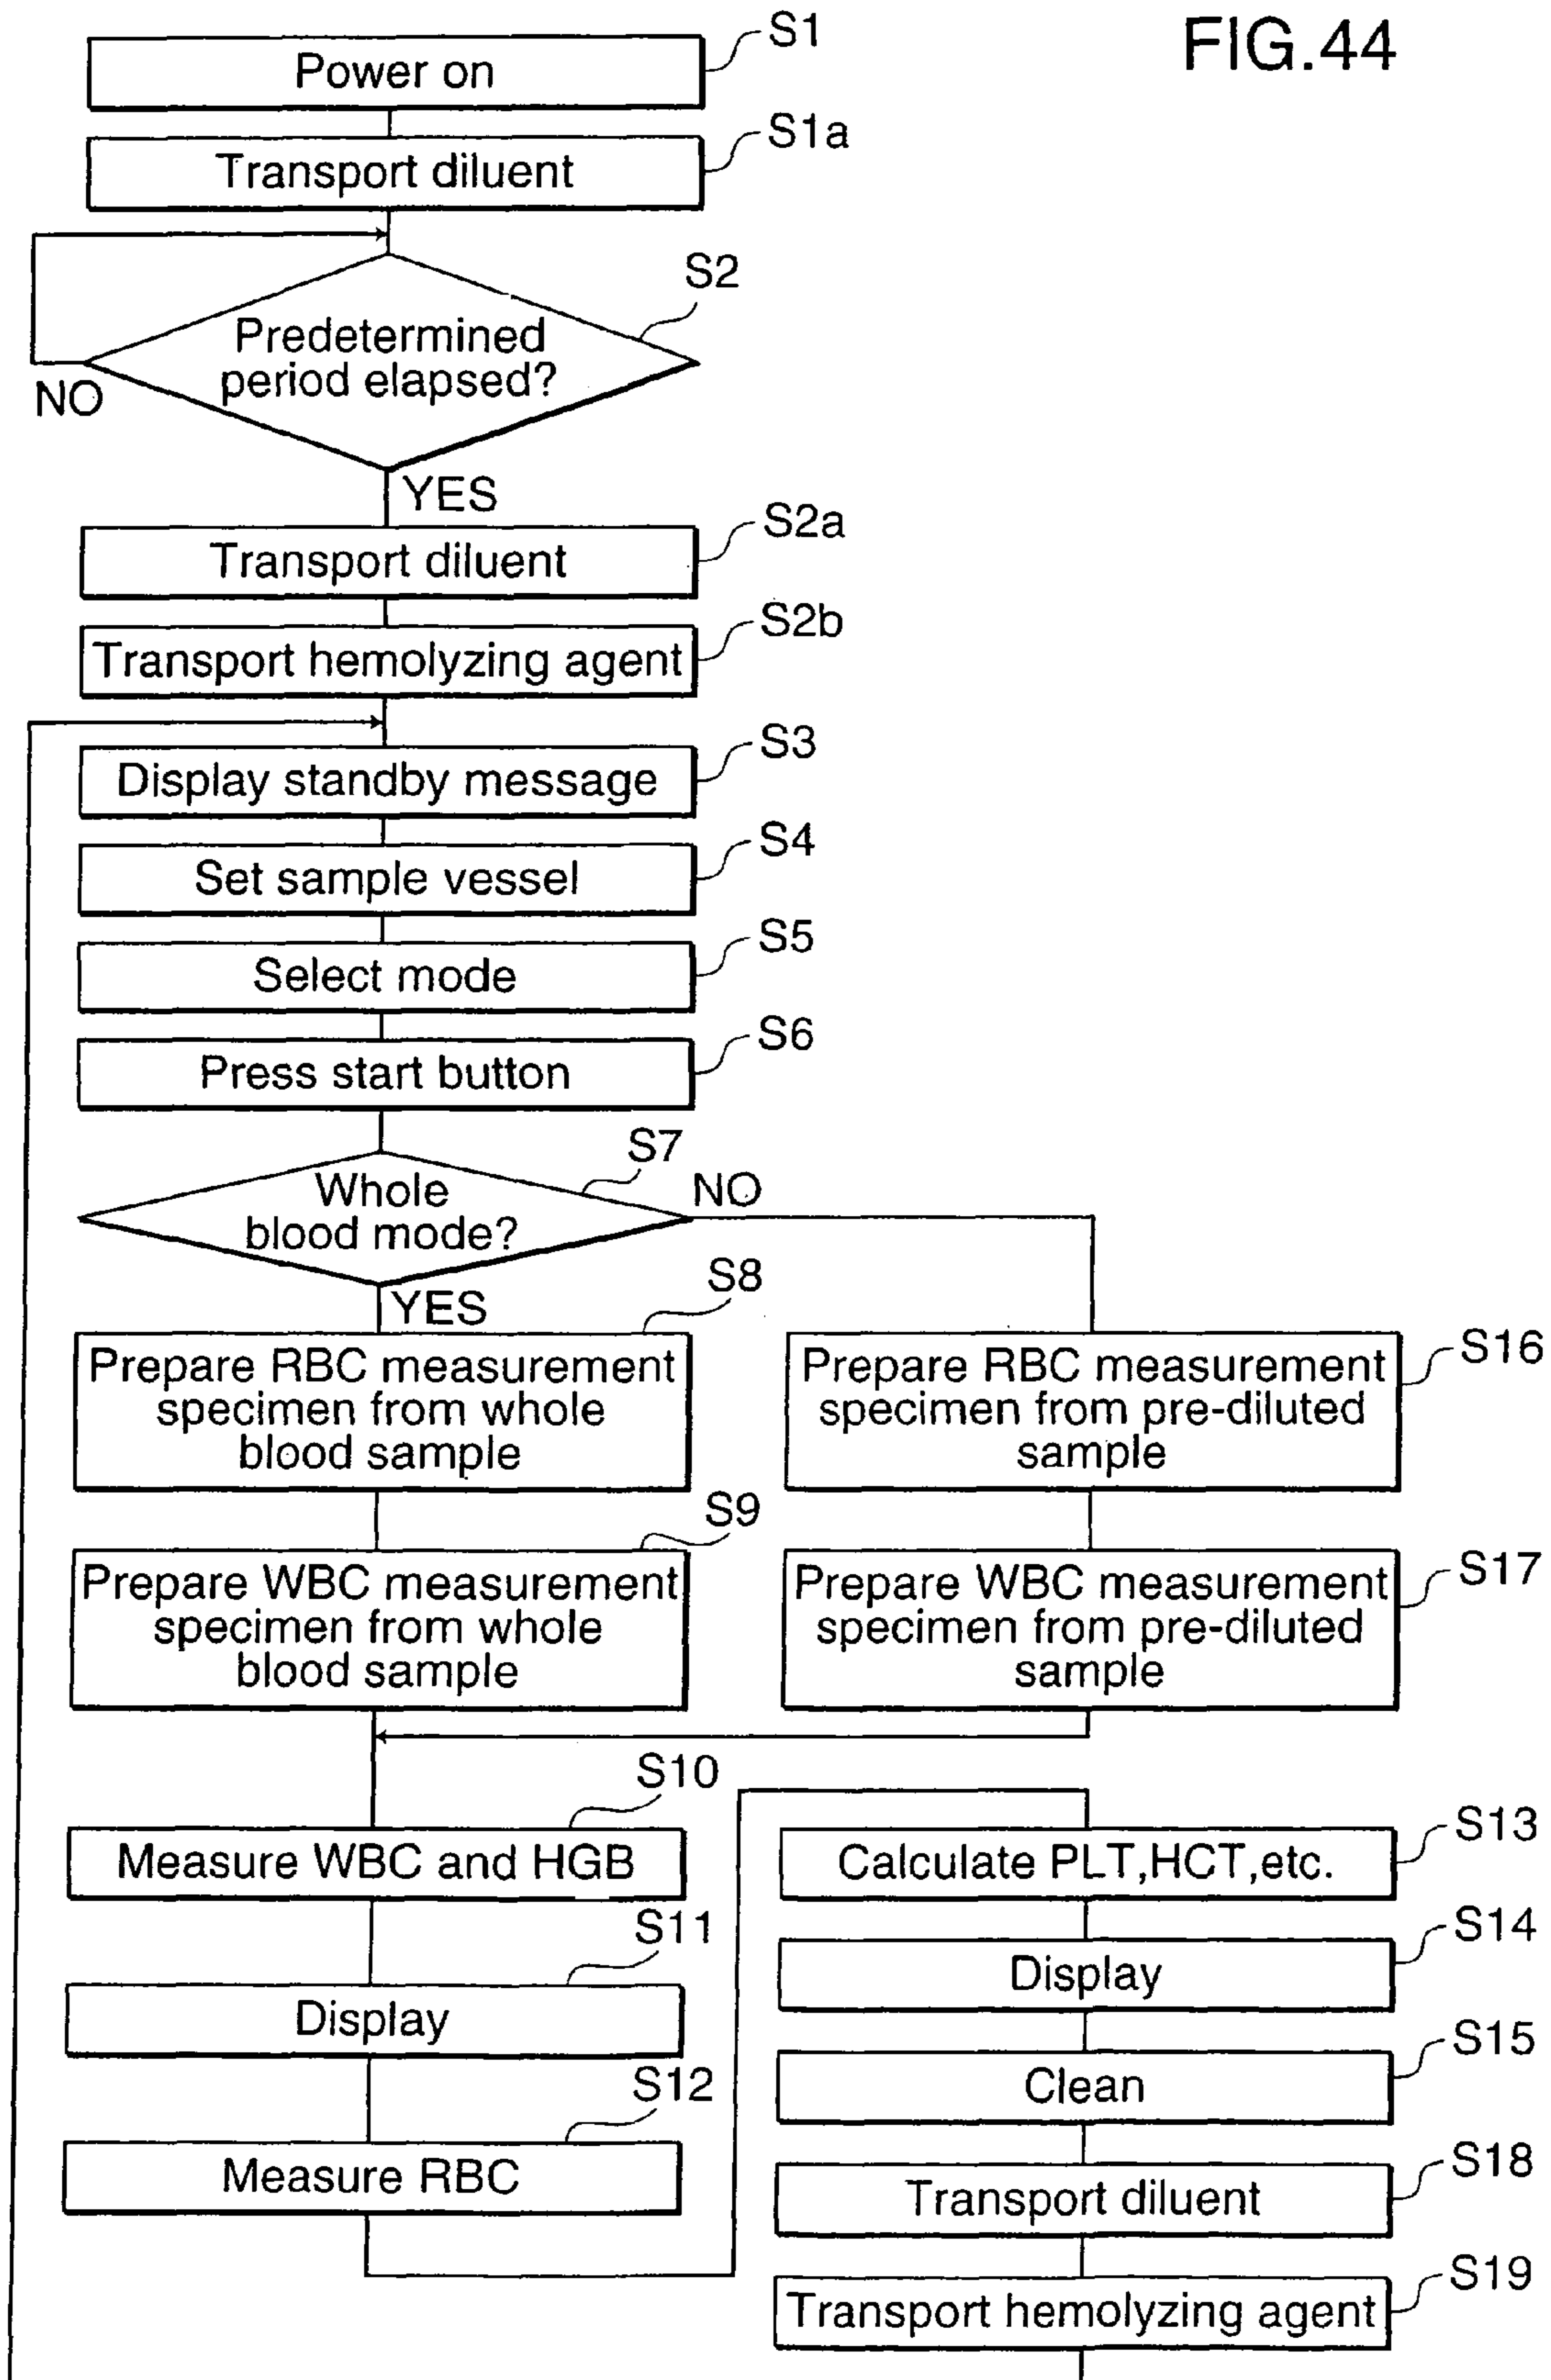 FIG.44
S1
Power on
S1a
Transport diluent
S2
Predetermined
period elapsed?
NO
YES
S2a
Transport diluent
S2b
Transport hemolyzing agent
S3
Display standby message
S4
Set sample vessel
S5
Select mode
S6
Press start button
S7
Whole
blood mode?
NO
YES
S8
Prepare RBC measurement
specimen from whole
blood sample
S16
Prepare RBC measurement
specimen from pre-diluted
sample
S9
Prepare WBC measurement
specimen from whole
blood sample
S17
Prepare WBC measurement
specimen from pre-diluted
sample
S10
Measure WBC and HGB
S11
Display
S12
Measure RBC
S13
Calculate PLT,HCT,etc.
S14
Display
S15
Clean
S18
Transport diluent
S19
Transport hemolyzing agent